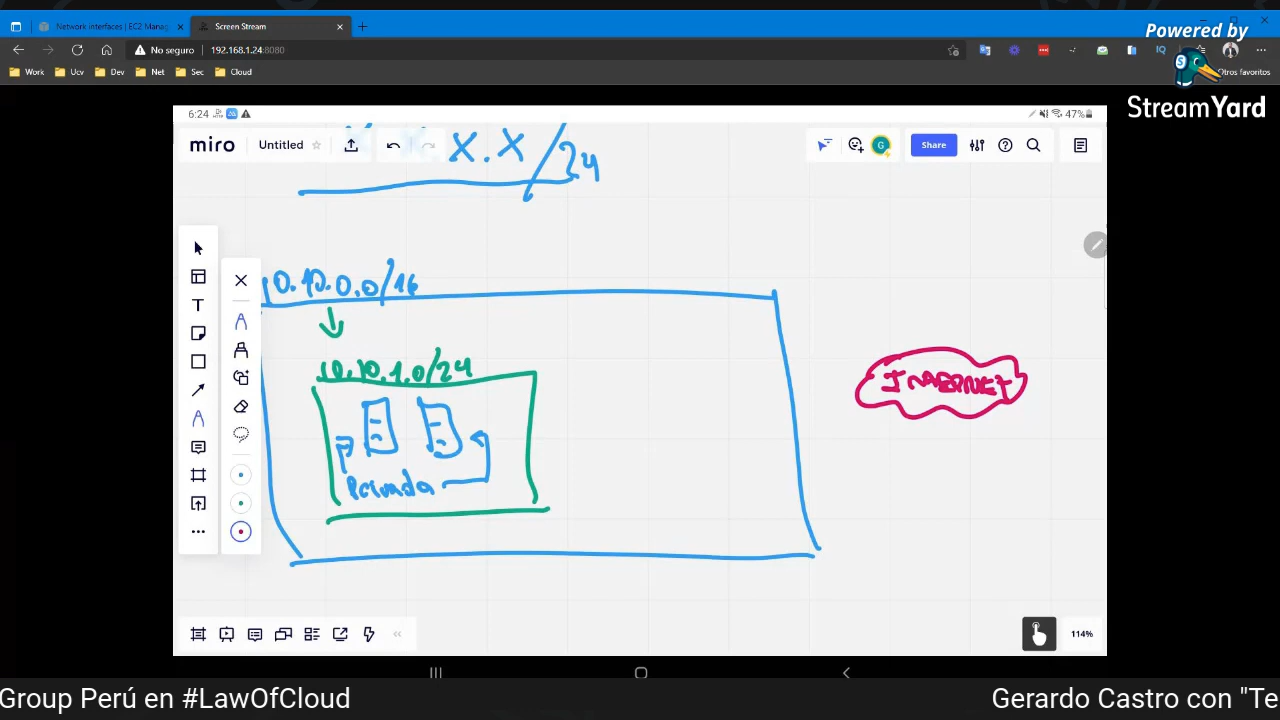 Network interfaces | EC2 Manag
Screen Stream
Powered by
No seguro
192.168.1.24:8080
Work
Ucv
Dev
Net
Sec
Cloud
Otros favoritos
StreamYard
6:24
47%
miro
Untitled
Share
X.X/24
10.10.0.0/16
10.10.1.0/24
Privada
INTERNET
114%
Group Perú en #LawOfCloud
Gerardo Castro con "Te